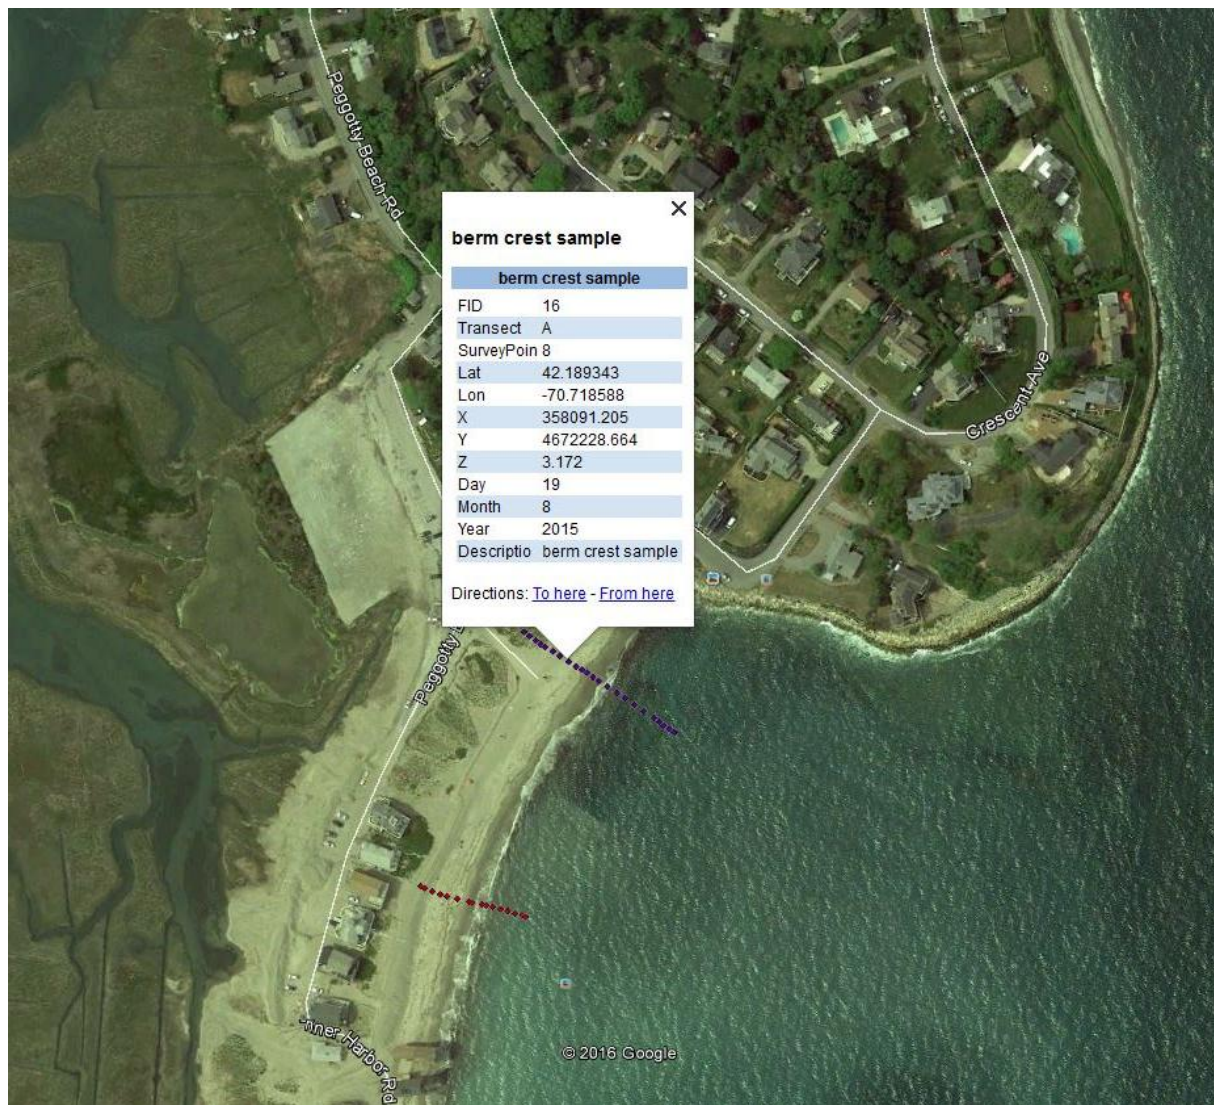 Peggotty Beach Rd
berm crest sample
berm crest sample
FID 16
Transect A
SurveyPoin 8
Lat 42.189343
Lon -70.718588
X 358091.205
Y 4672228.664
Z 3.172
Day 19
Month 8
Year 2015
Descriptio berm crest sample
Directions: To here - From here
Crescent Ave
Peggotty
nner Harbor Rd
© 2016 Google